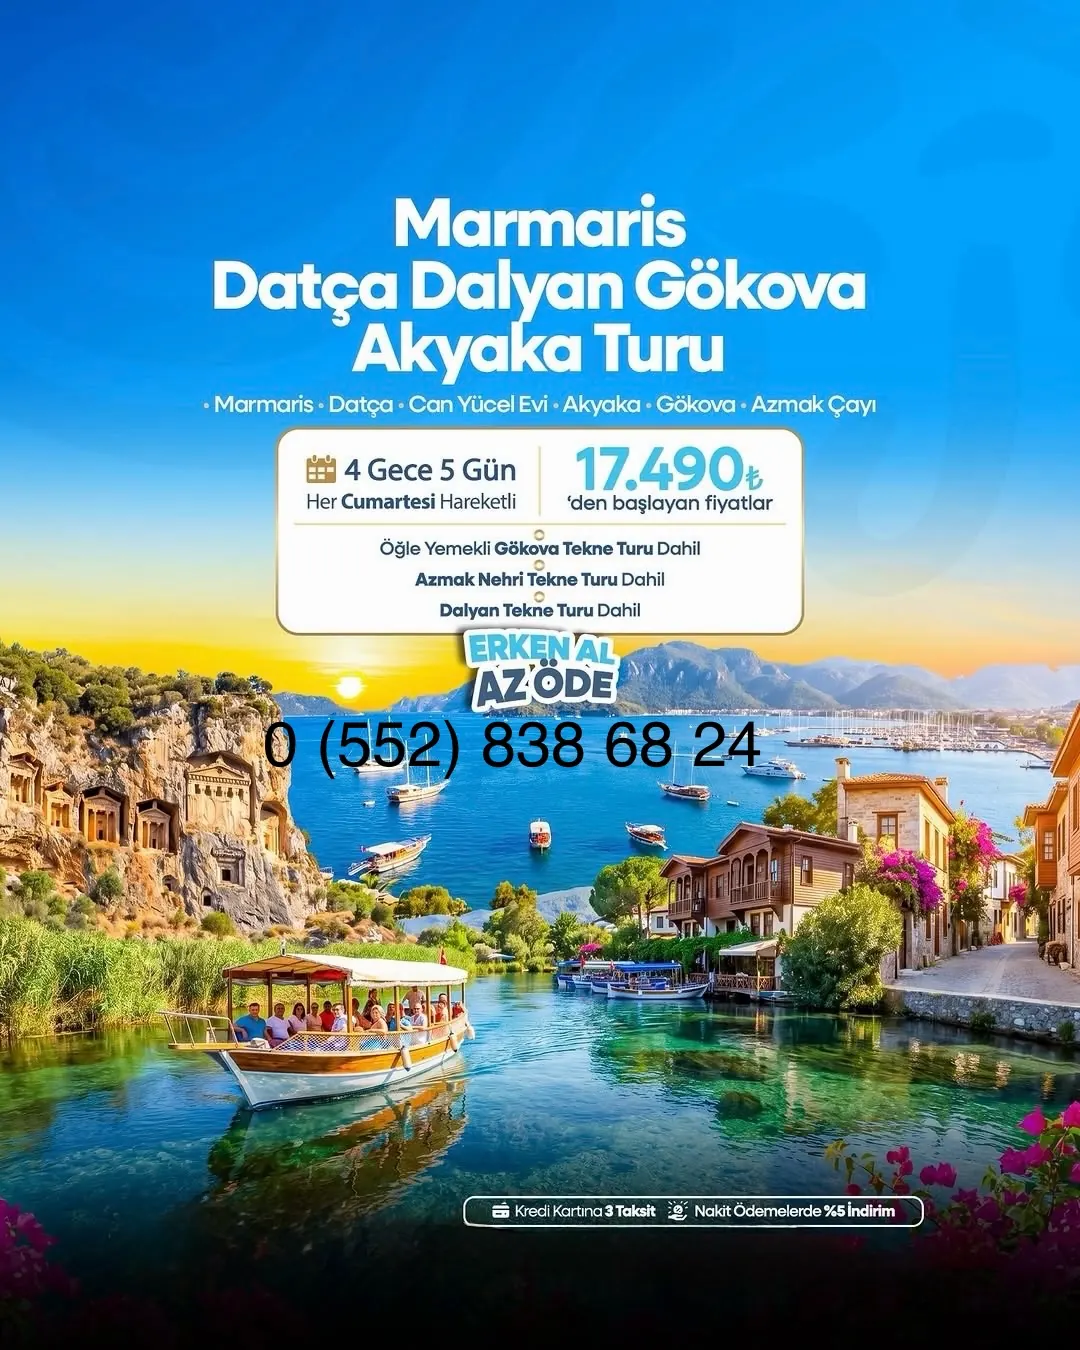 Marmaris
Datça Dalyan Gökova
Akyaka Turu
• Marmaris • Datça • Can Yücel Evi • Akyaka • Gökova • Azmak Çayı
4 Gece 5 Gün
Her Cumartesi Hareketli
17.490₺
'den başlayan fiyatlar
Öğle Yemekli Gökova Tekne Turu Dahil
Azmak Nehri Tekne Turu Dahil
Dalyan Tekne Turu Dahil
ERKEN AL
AZ ÖDE
0 (552) 838 68 24
Kredi Kartına 3 Taksit Nakit Ödemelerde %5 İndirim